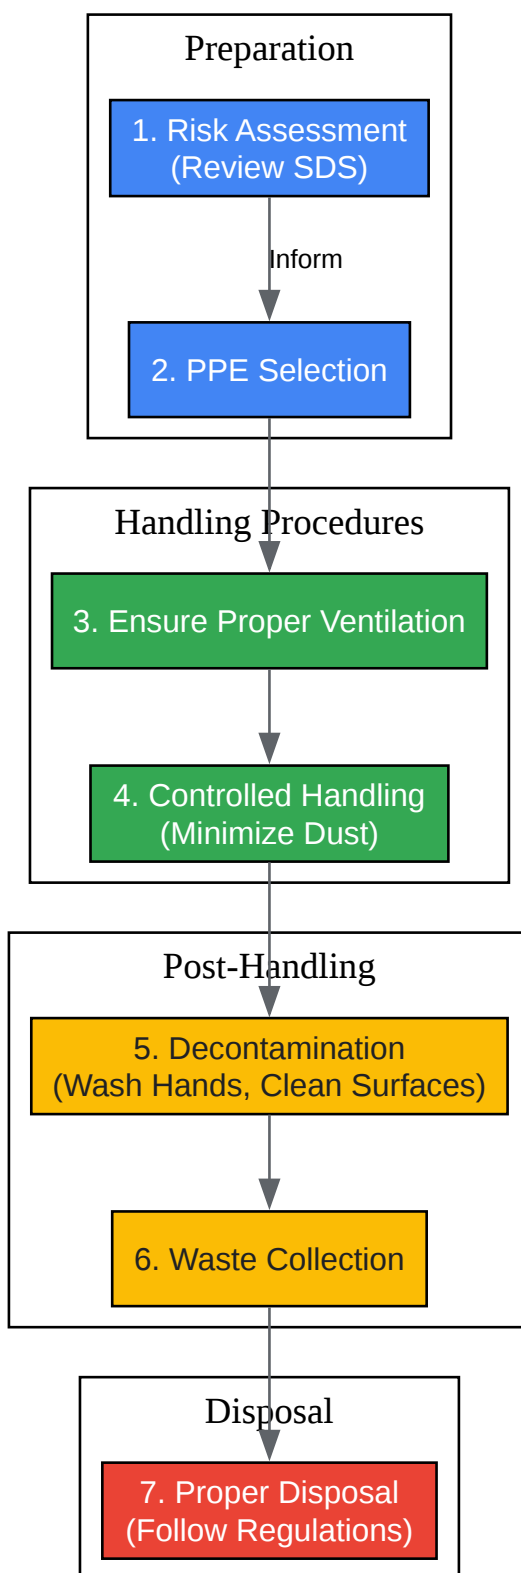 Preparation
1. Risk Assessment
(Review SDS)
Inform
2. PPE Selection
Handling Procedures
3. Ensure Proper Ventilation
4. Controlled Handling
(Minimize Dust)
Post-Handling
5. Decontamination
(Wash Hands, Clean Surfaces)
6. Waste Collection
Disposal
7. Proper Disposal
(Follow Regulations)